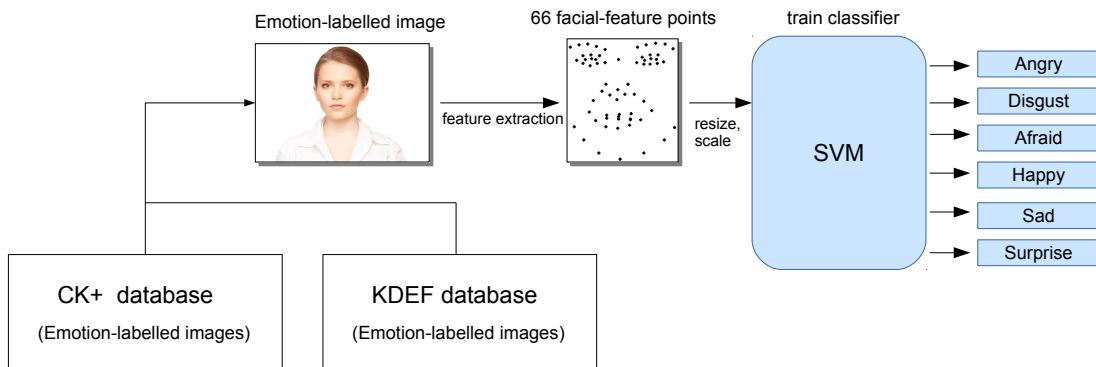 Emotion-labelled image
66 facial-feature points
train classifier
feature extraction
resize,
scale
SVM
Angry
Disgust
Afraid
Happy
Sad
Surprise
CK+ database
(Emotion-labelled images)
KDEF database
(Emotion-labelled images)